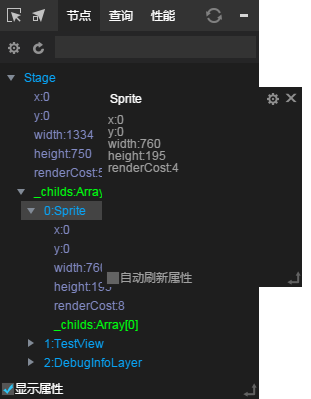 节点 查询 性能
Stage
x:0
y:0
width:1334
height:750
renderCost:5
_childs:Array
0:Sprite
x:0
y:0
width:760
height:195
renderCost:8
_childs:Array[0]
1:TestView
2:DebugInfoLayer
显示属性
Sprite
x:0
y:0
width:760
height:195
renderCost:4
自动刷新属性